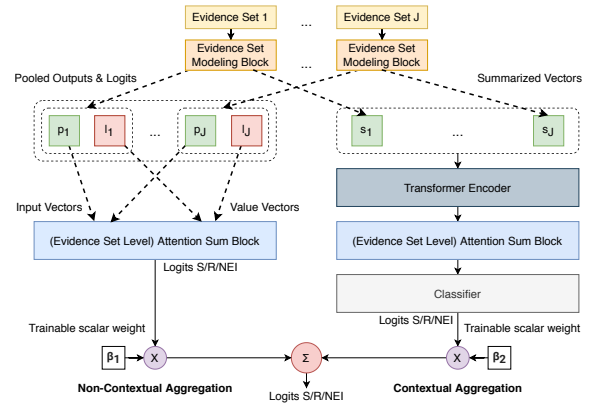 Evidence Set 1
...
Evidence Set J
Evidence Set
Modeling Block
...
Evidence Set
Modeling Block
Pooled Outputs & Logits
Summarized Vectors
p1
l1
...
pJ
lJ
s1
...
sJ
Transformer Encoder
Input Vectors
Value Vectors
(Evidence Set Level) Attention Sum Block
(Evidence Set Level) Attention Sum Block
Logits S/R/NEI
Classifier
Logits S/R/NEI
Trainable scalar weight
Trainable scalar weight
β1
X
Σ
X
β2
Non-Contextual Aggregation
Logits S/R/NEI
Contextual Aggregation